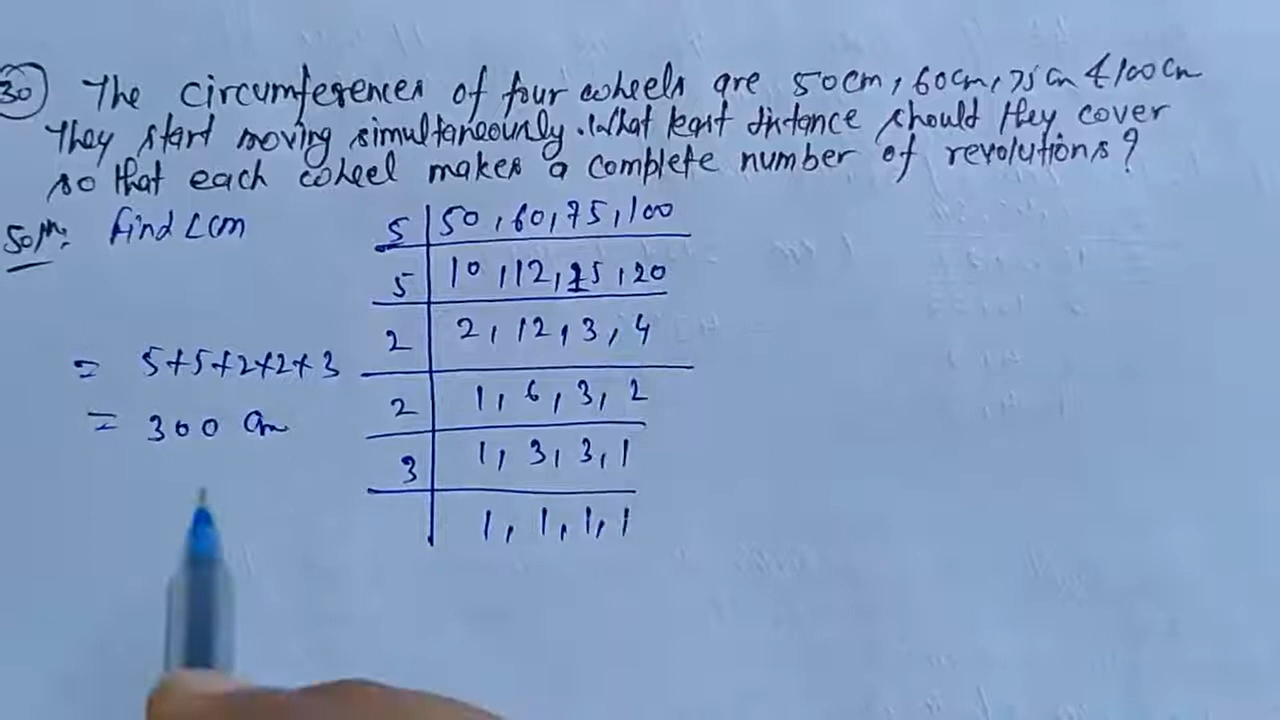 30) The circumferences of four wheels are 50cm, 60cm, 75cm & 100cm
They start moving simultaneously. What least distance should they cover
so that each wheel makes a complete number of revolutions?
Soln: find LCM
5 | 50, 60, 75, 100
5 | 10, 12, 15, 20
2 | 2, 12, 3, 4
2 | 1, 6, 3, 2
3 | 1, 3, 3, 1
1, 1, 1, 1
= 5×5×2×2×3
= 300 cm